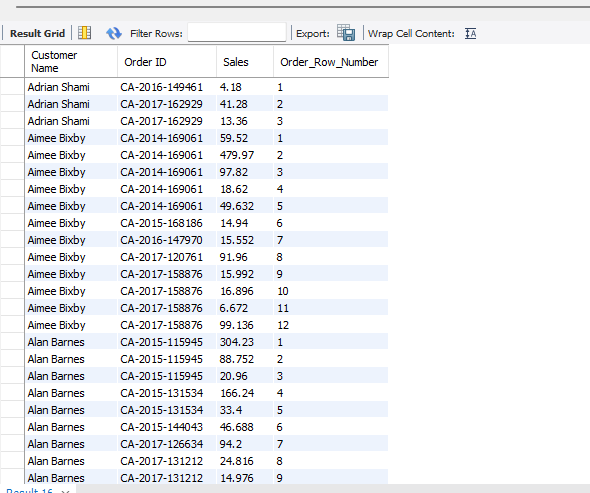 Result Grid Filter Rows: Export: Wrap Cell Content: IA
Customer Name Order ID Sales Order_Row_Number
Adrian Shami CA-2016-149461 4.18 1
Adrian Shami CA-2017-162929 41.28 2
Adrian Shami CA-2017-162929 13.36 3
Aimee Bixby CA-2014-169061 59.52 1
Aimee Bixby CA-2014-169061 479.97 2
Aimee Bixby CA-2014-169061 97.82 3
Aimee Bixby CA-2014-169061 18.62 4
Aimee Bixby CA-2014-169061 49.632 5
Aimee Bixby CA-2015-168186 14.94 6
Aimee Bixby CA-2016-147970 15.552 7
Aimee Bixby CA-2017-120761 91.96 8
Aimee Bixby CA-2017-158876 15.992 9
Aimee Bixby CA-2017-158876 16.896 10
Aimee Bixby CA-2017-158876 6.672 11
Aimee Bixby CA-2017-158876 99.136 12
Alan Barnes CA-2015-115945 304.23 1
Alan Barnes CA-2015-115945 88.752 2
Alan Barnes CA-2015-115945 20.96 3
Alan Barnes CA-2015-131534 166.24 4
Alan Barnes CA-2015-131534 33.4 5
Alan Barnes CA-2015-144043 46.688 6
Alan Barnes CA-2017-126634 94.2 7
Alan Barnes CA-2017-131212 24.816 8
Alan Barnes CA-2017-131212 14.976 9
Result 16